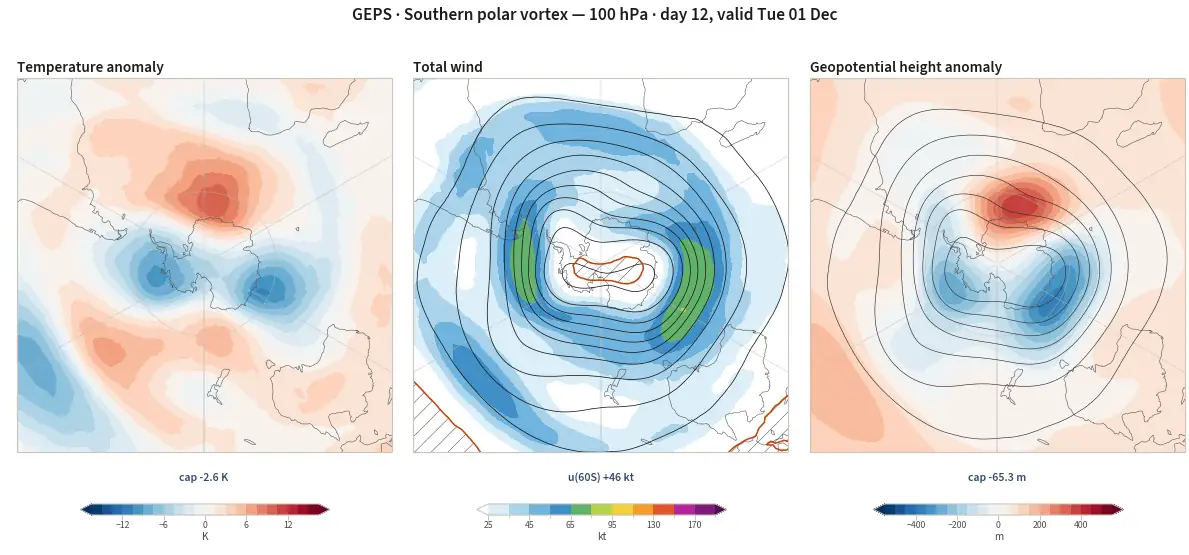 GEPS · Southern polar vortex — 100 hPa · day 12, valid Tue 01 Dec
Temperature anomaly
Total wind
Geopotential height anomaly
cap -2.6 K
u(60S) +46 kt
cap -65.3 m
−12 −6 0 6 12
K
25 45 65 95 130 170
kt
−400 −200 0 200 400
m